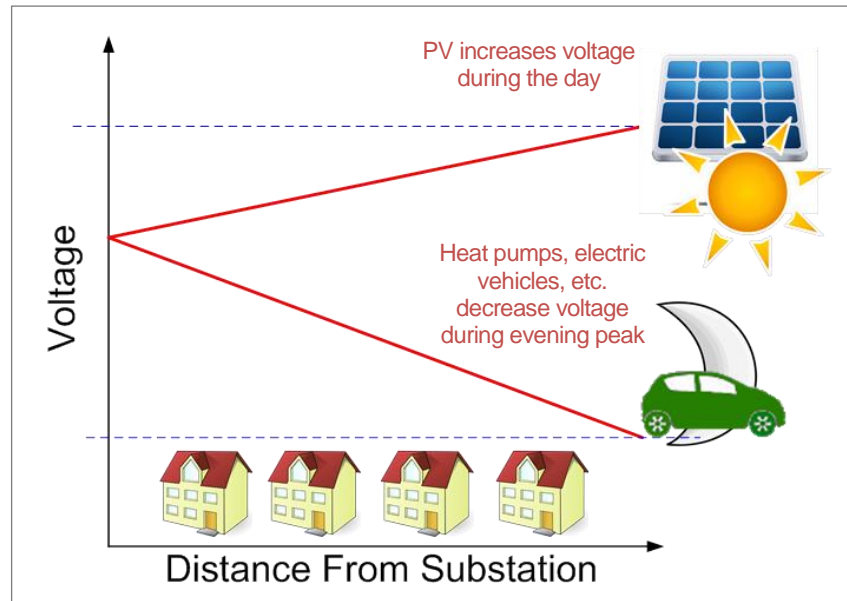 PV increases voltage
during the day
Heat pumps, electric
vehicles, etc.
decrease voltage
during evening peak
Voltage
Distance From Substation